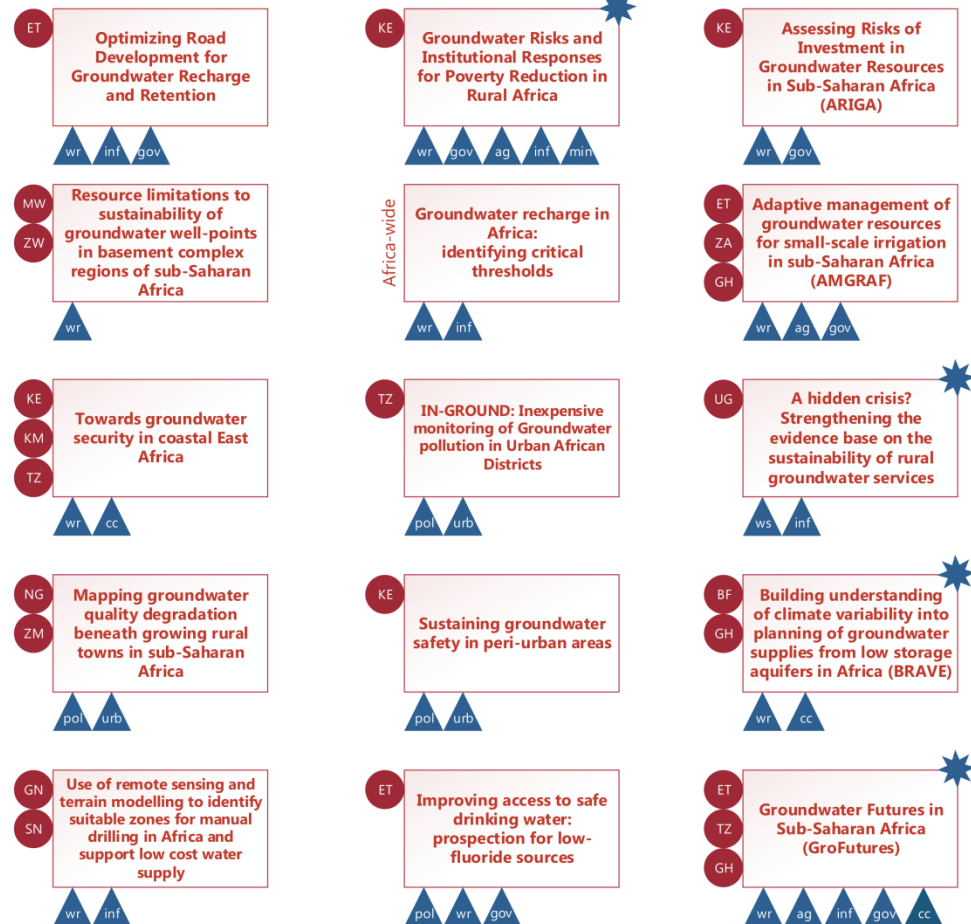 ET
Optimizing Road
Development for
Groundwater Recharge
and Retention
wr inf gov
KE
Groundwater Risks and
Institutional Responses
for Poverty Reduction in
Rural Africa
wr gov ag inf min
KE
Assessing Risks of
Investment in
Groundwater Resources
in Sub-Saharan Africa
(ARIGA)
wr gov
MW
ZW
Resource limitations to
sustainability of
groundwater well-points
in basement complex
regions of sub-Saharan
Africa
wr
Africa-wide
Groundwater recharge in
Africa:
identifying critical
thresholds
wr inf
ET
ZA
GH
Adaptive management of
groundwater resources
for small-scale irrigation
in sub-Saharan Africa
(AMGRAF)
wr ag gov
KE
KM
TZ
Towards groundwater
security in coastal East
Africa
wr cc
TZ
IN-GROUND: Inexpensive
monitoring of Groundwater
pollution in Urban African
Districts
pol urb
UG
A hidden crisis?
Strengthening the
evidence base on the
sustainability of rural
groundwater services
ws inf
NG
ZM
Mapping groundwater
quality degradation
beneath growing rural
towns in sub-Saharan
Africa
pol urb
KE
Sustaining groundwater
safety in peri-urban areas
pol urb
BF
GH
Building understanding
of climate variability into
planning of groundwater
supplies from low storage
aquifers in Africa (BRAVE)
wr cc
GN
SN
Use of remote sensing and
terrain modelling to identify
suitable zones for manual
drilling in Africa and
support low cost water
supply
wr inf
ET
Improving access to safe
drinking water:
prospection for low-
fluoride sources
pol wr gov
ET
TZ
GH
Groundwater Futures in
Sub-Saharan Africa
(GroFutures)
wr ag inf gov cc